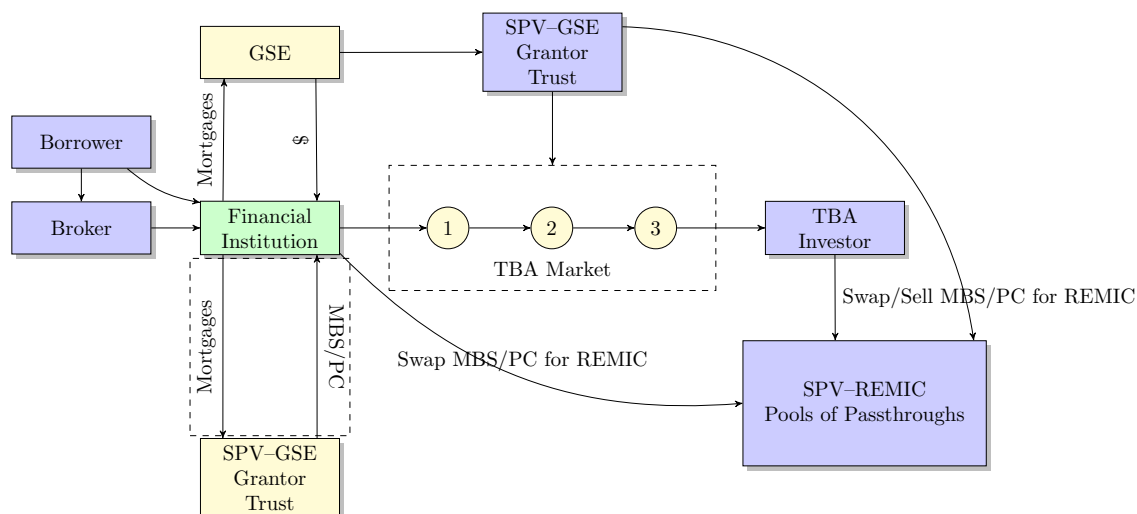 GSE
SPV–GSE
Grantor
Trust
Mortgages
$
Borrower
Broker
Financial
Institution
1
2
3
TBA Market
TBA
Investor
Mortgages
MBS/PC
Swap/Sell MBS/PC for REMIC
Swap MBS/PC for REMIC
SPV–REMIC
Pools of Passthroughs
SPV–GSE
Grantor
Trust